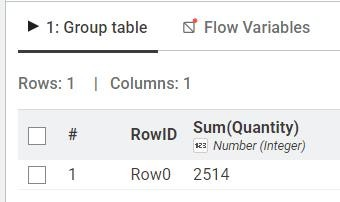 1: Group table Flow Variables
Rows: 1 | Columns: 1
# RowID Sum(Quantity)
123 Number (Integer)
1 Row0 2514